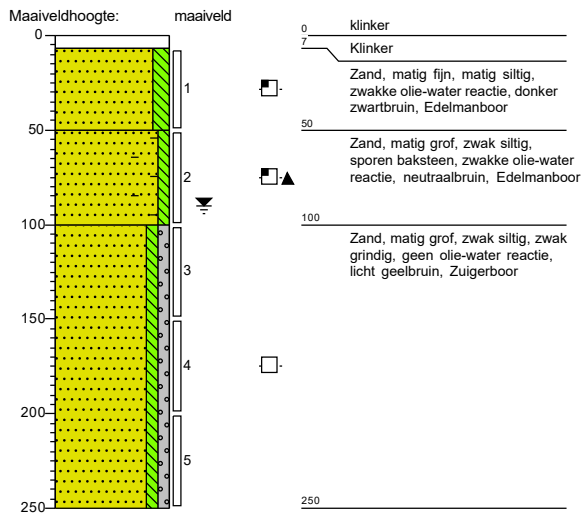 Maaiveldhoogte: maaiveld
0
50
100
150
200
250
1
2
3
4
5
0 klinker
7 Klinker
Zand, matig fijn, matig siltig,
zwakke olie-water reactie, donker
zwartbruin, Edelmanboor
50
Zand, matig grof, zwak siltig,
sporen baksteen, zwakke olie-water
reactie, neutraalbruin, Edelmanboor
100
Zand, matig grof, zwak siltig, zwak
grindig, geen olie-water reactie,
licht geelbruin, Zuigerboor
250